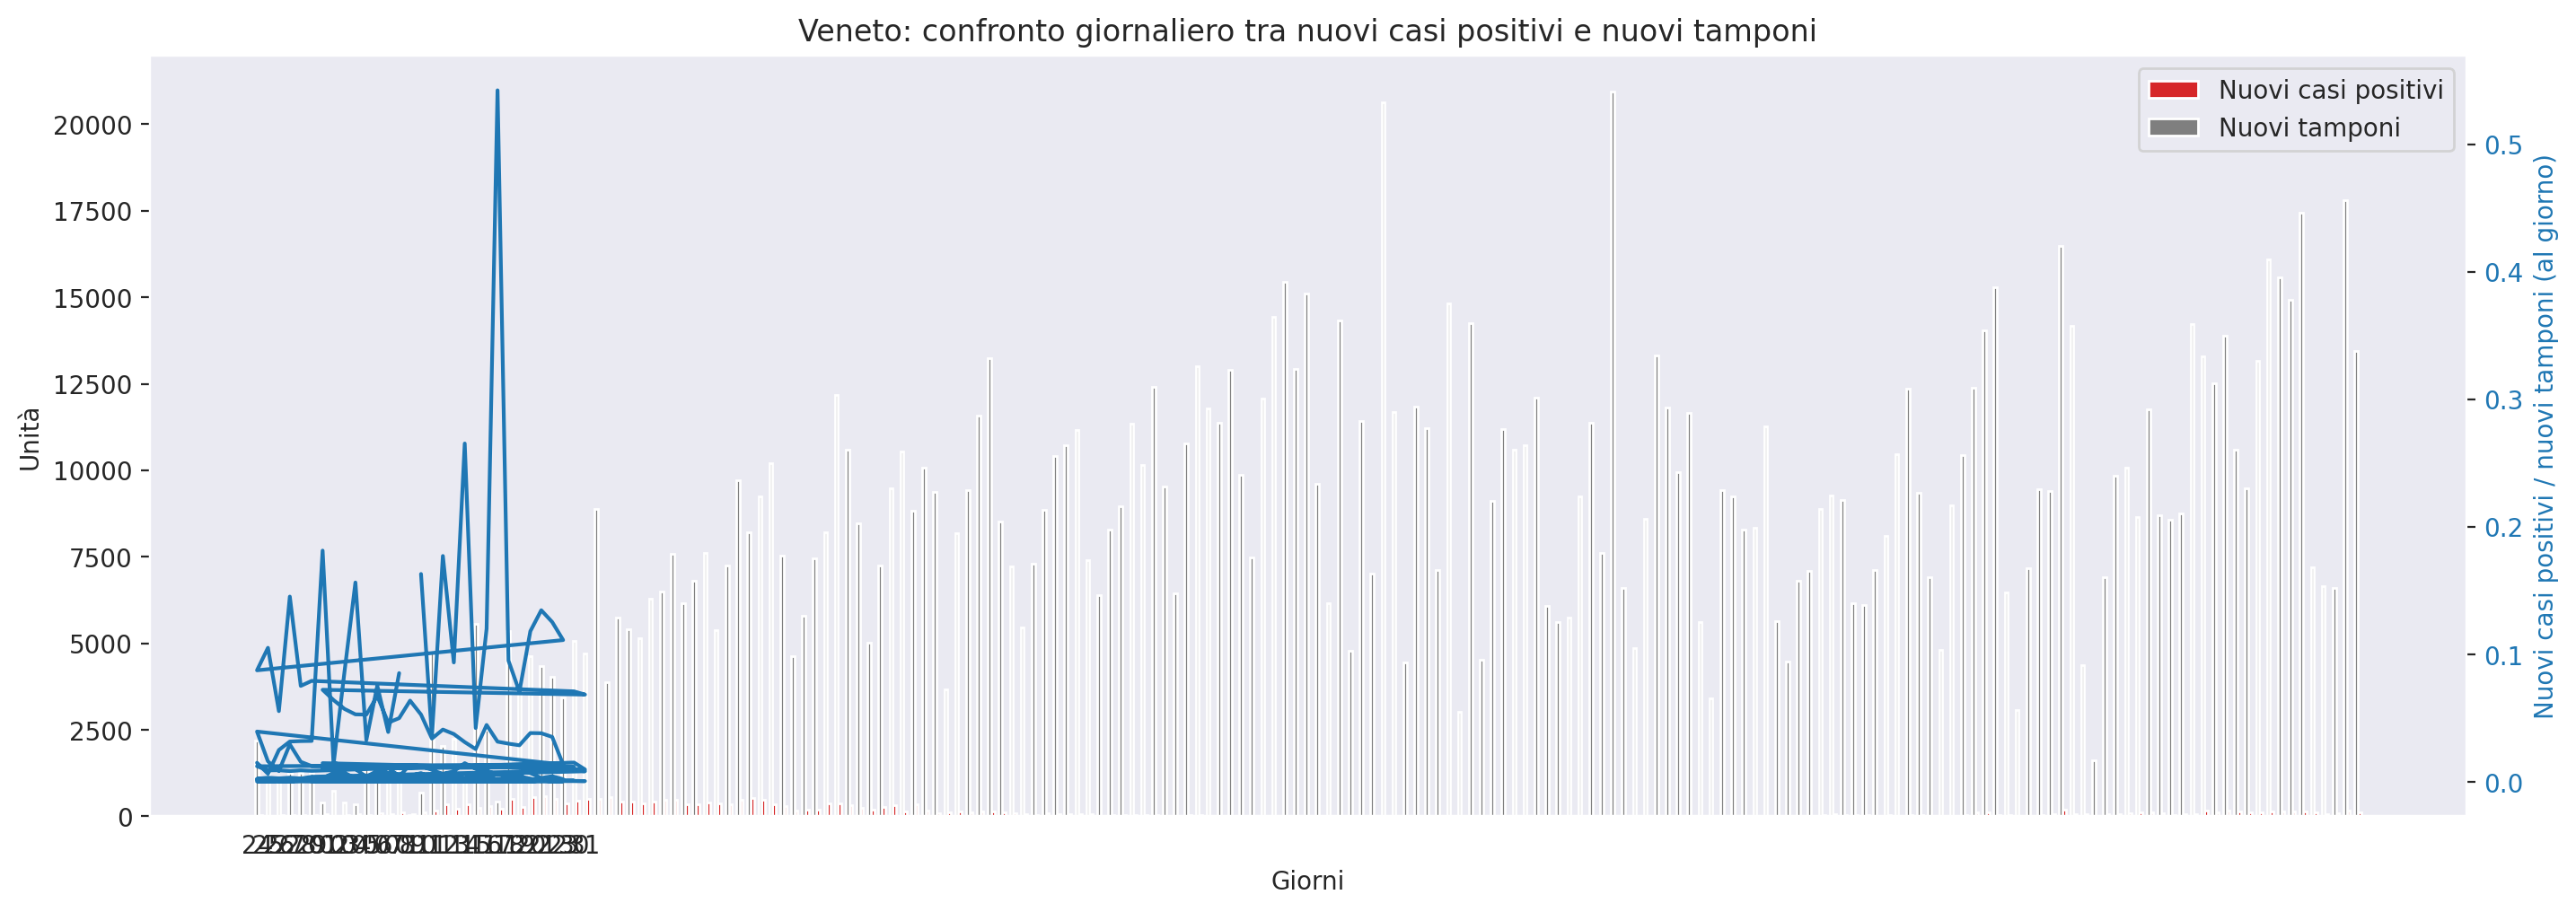 Veneto: confronto giornaliero tra nuovi casi positivi e nuovi tamponi
Nuovi casi positivi
Nuovi tamponi
20000
17500
15000
12500
10000
7500
5000
2500
0
Unità
0.5
0.4
0.3
0.2
0.1
0.0
Nuovi casi positivi / nuovi tamponi (al giorno)
Giorni